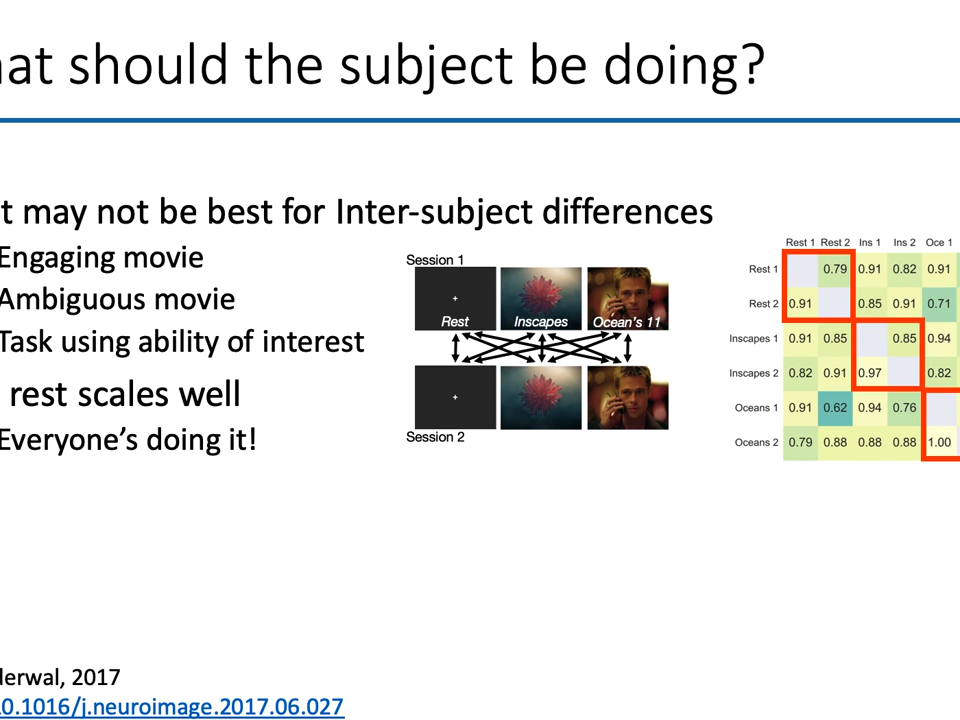 hat should the subject be doing?
t may not be best for Inter-subject differences
Engaging movie
Ambiguous movie
Task using ability of interest
rest scales well
Everyone's doing it!
Session 1
Rest Inscapes Ocean's 11
Session 2
Rest 1 Rest 2 Ins 1 Ins 2 Oce 1
Rest 1 0.79 0.91 0.82 0.91
Rest 2 0.91 0.85 0.91 0.71
Inscapes 1 0.91 0.85 0.85 0.94
Inscapes 2 0.82 0.91 0.97 0.82
Oceans 1 0.91 0.62 0.94 0.76
Oceans 2 0.79 0.88 0.88 0.88 1.00
derwal, 2017
10.1016/j.neuroimage.2017.06.027